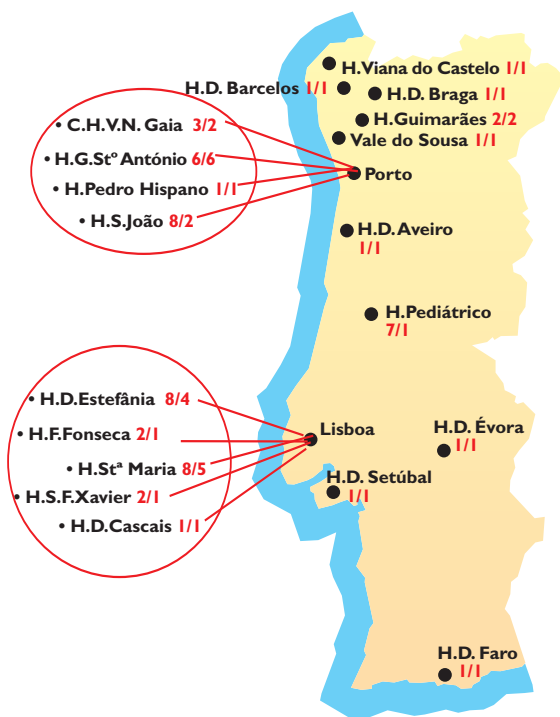 H.Viana do Castelo 1/1
H.D. Barcelos 1/1
H.D. Braga 1/1
H.Guimarães 2/2
Vale do Sousa 1/1
• C.H.V.N. Gaia 3/2
• H.G.Stº António 6/6
• H.Pedro Hispano 1/1
• H.S.João 8/2
Porto
H.D. Aveiro
1/1
H.Pediátrico
7/1
• H.D.Estefânia 8/4
• H.F.Fonseca 2/1
• H.Stª Maria 8/5
• H.S.F.Xavier 2/1
• H.D.Cascais 1/1
Lisboa
H.D. Évora
1/1
H.D. Setúbal
1/1
H.D. Faro
1/1